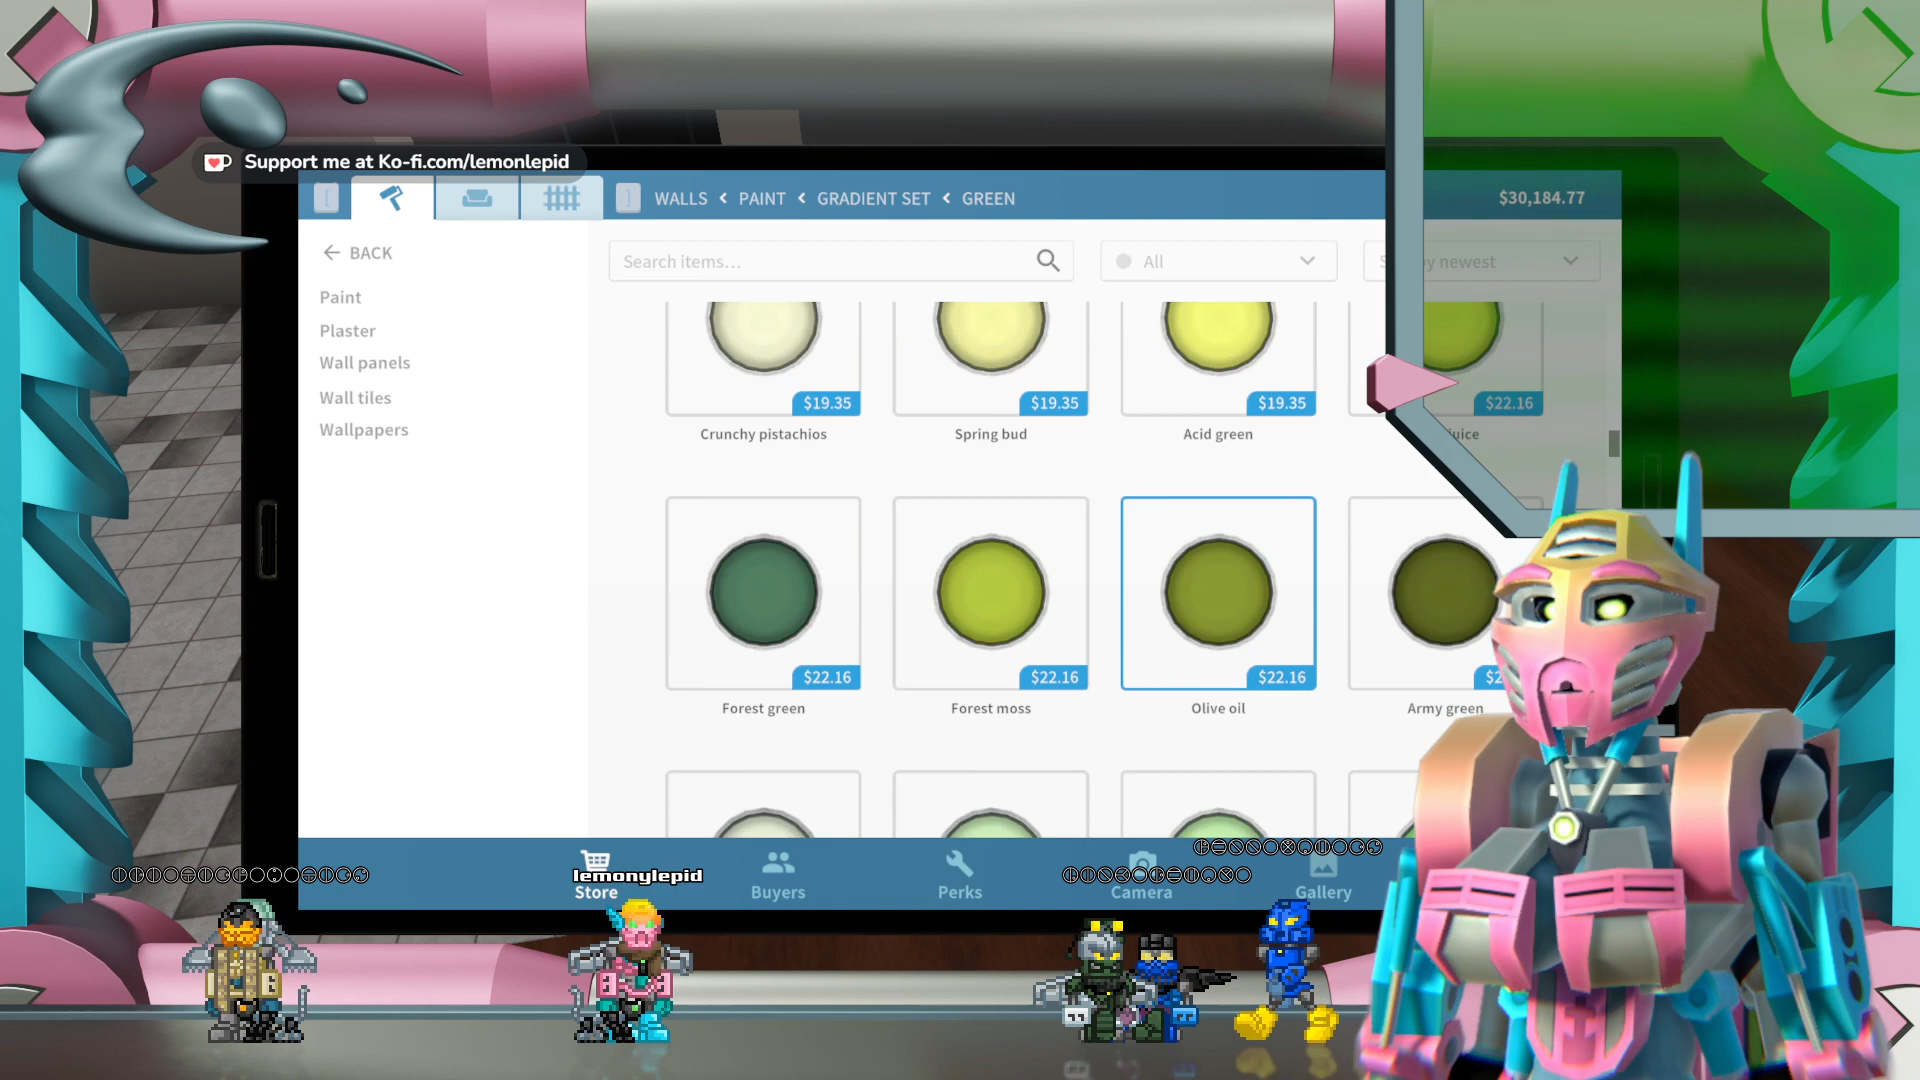 Support me at Ko-fi.com/lemonlepid
WALLS < PAINT < GRADIENT SET < GREEN
$30,184.77
BACK
Search items...
All
by newest
Paint
Plaster
Wall panels
Wall tiles
Wallpapers
$19.35
$19.35
$19.35
$22.16
Crunchy pistachios
Spring bud
Acid green
juice
$22.16
$22.16
$22.16
Forest green
Forest moss
Olive oil
Army green
lemonylepid
Store
Buyers
Perks
Camera
Gallery